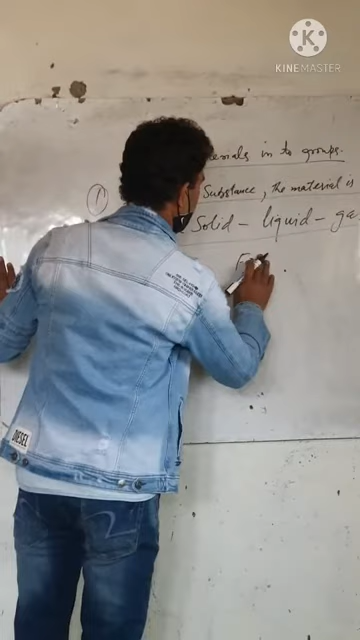 KINEMASTER
erials in to groups.
①
Substance, the material is
Solid – liquid – ga
DIESEL